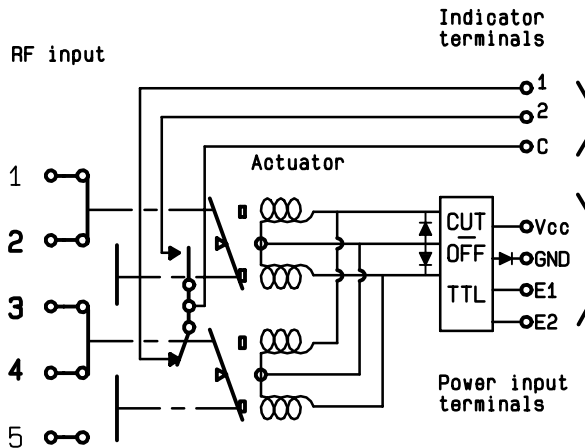 Indicator
terminals
RF input
1
2
C
Actuator
1
2
3
4
5
CUT
OFF
TTL
Vcc
GND
E1
E2
Power input
terminals